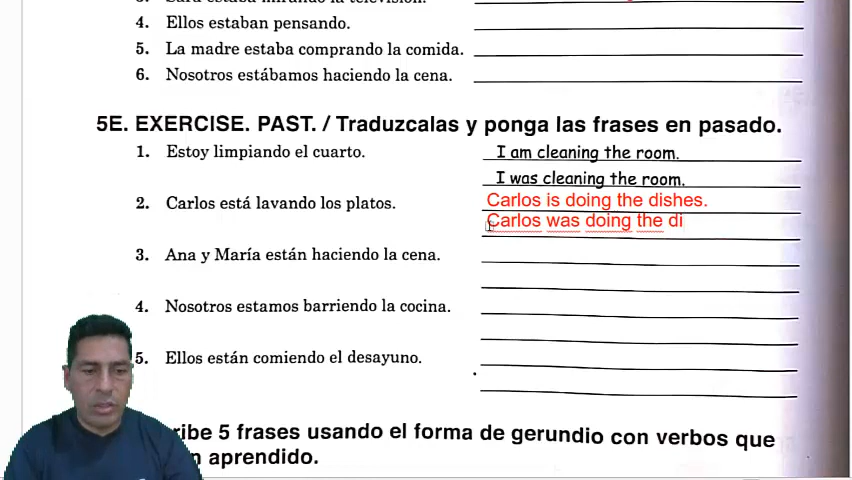 4. Ellos estaban pensando.
5. La madre estaba comprando la comida.
6. Nosotros estábamos haciendo la cena.
5E. EXERCISE. PAST. / Traduzcalas y ponga las frases en pasado.
1. Estoy limpiando el cuarto. I am cleaning the room.
I was cleaning the room.
2. Carlos está lavando los platos. Carlos is doing the dishes.
Carlos was doing the di
3. Ana y María están haciendo la cena.
4. Nosotros estamos barriendo la cocina.
5. Ellos están comiendo el desayuno.
ribe 5 frases usando el forma de gerundio con verbos que
aprendido.